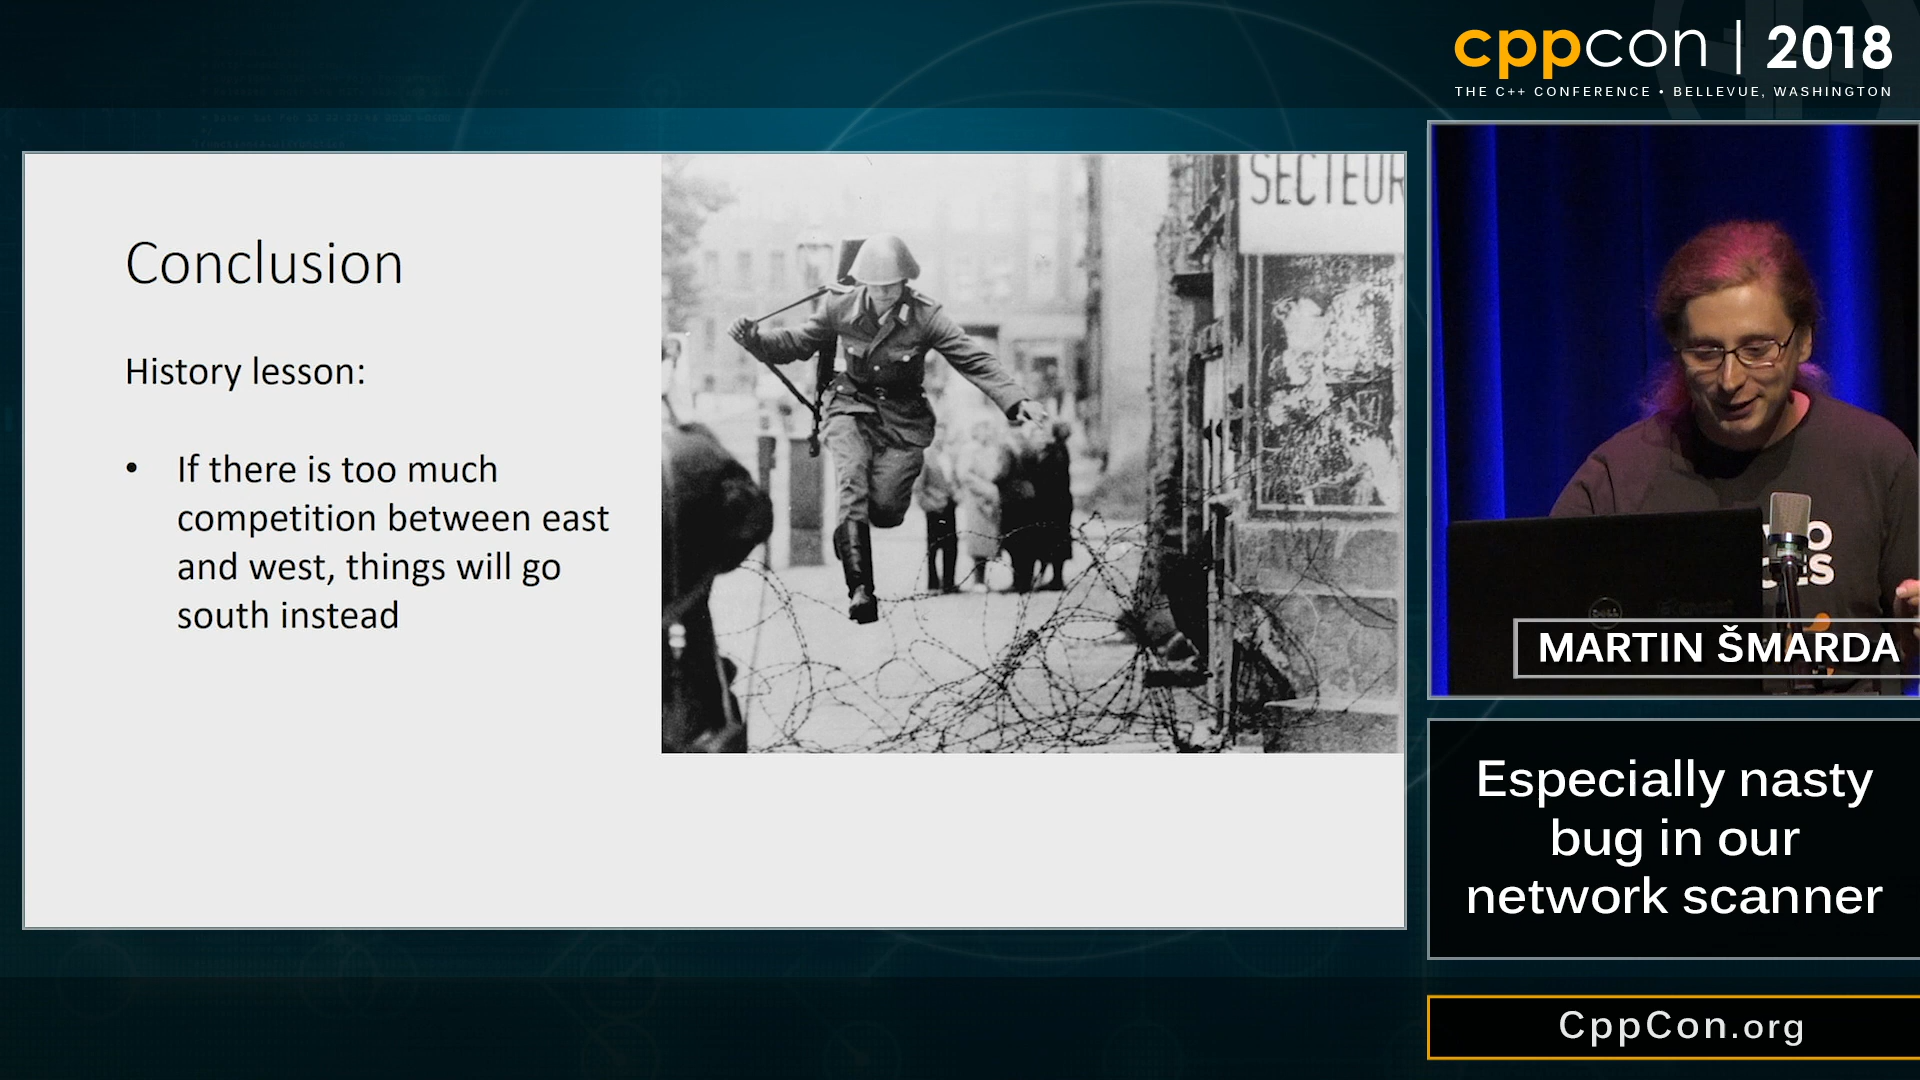 cppcon | 2018
THE C++ CONFERENCE • BELLEVUE, WASHINGTON
Conclusion
History lesson:
• If there is too much
competition between east
and west, things will go
south instead
SECTEUR
DELL
MARTIN ŠMARDA
Especially nasty
bug in our
network scanner
CppCon.org